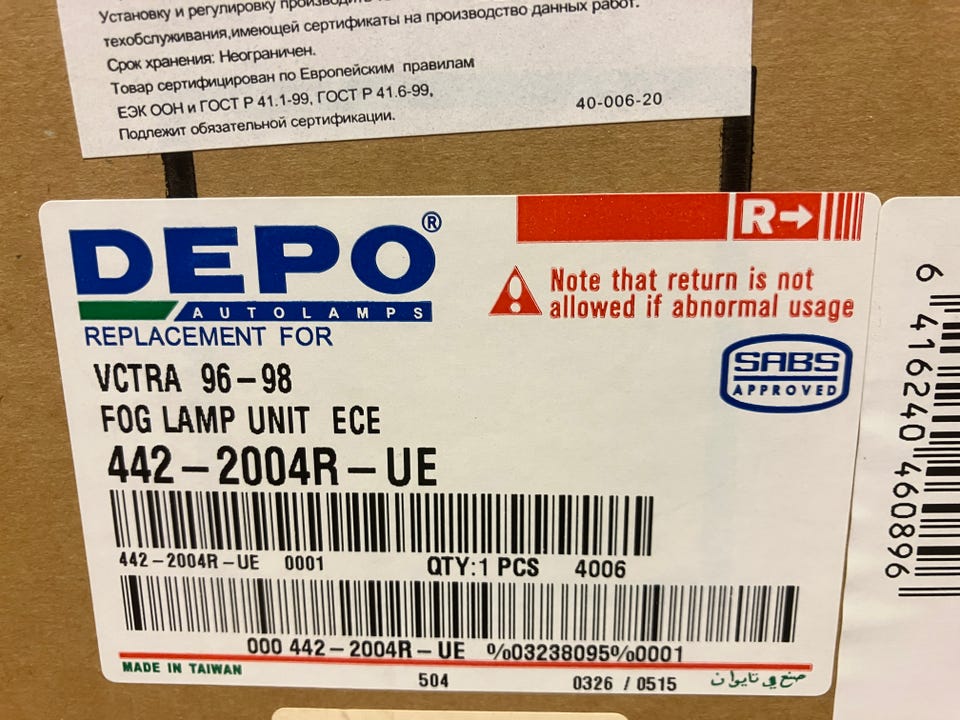 Установку и регулировку производить
техобслуживания,имеющей сертификаты на производство данных работ.
Срок хранения: Неограничен.
Товар сертифицирован по Европейским правилам
ЕЭК ООН и ГОСТ Р 41.1-99, ГОСТ Р 41.6-99,
Подлежит обязательной сертификации.
40-006-20
DEPO®
AUTOLAMPS
R→
Note that return is not
allowed if abnormal usage
REPLACEMENT FOR
SABS
APPROVED
VCTRA 96-98
FOG LAMP UNIT ECE
442-2004R-UE
442-2004R-UE 0001 QTY:1 PCS 4006
000 442-2004R-UE %03238095%0001
MADE IN TAIWAN
504
0326 / 0515
صنع في تايوان
6 416240 460896